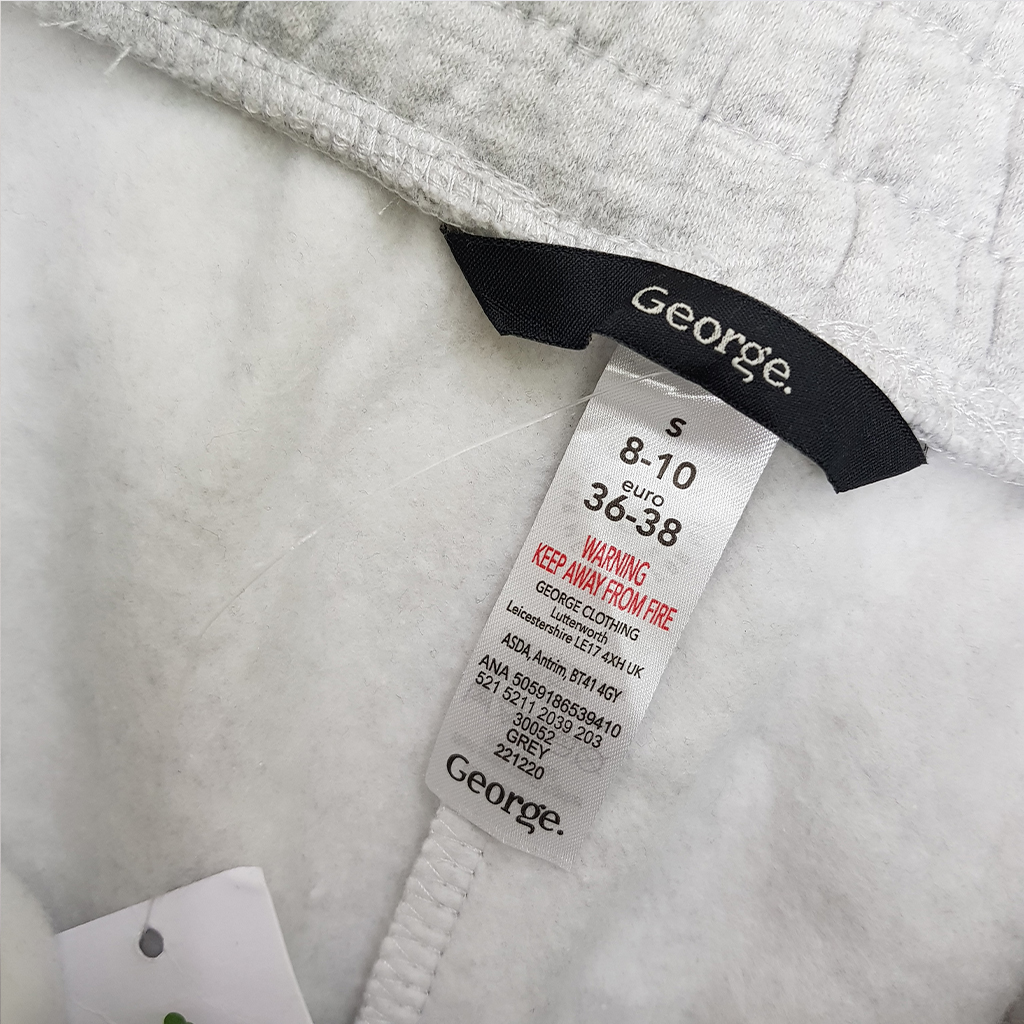 George.
S
8-10
euro
36-38
WARNING
KEEP AWAY FROM FIRE
GEORGE CLOTHING
Lutterworth
Leicestershire LE17 4XH UK
ASDA, Antrim, BT41 4GY
ANA 5059186539410
521 5211 2039 203
30052
GREY
221220
George.